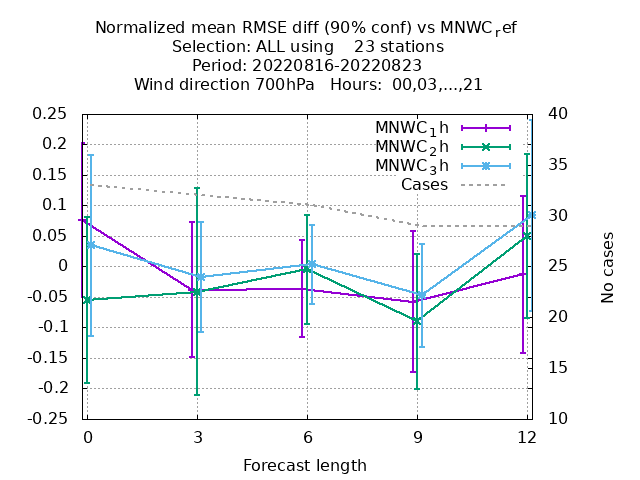 Normalized mean RMSE diff (90% conf) vs MNWC_ref
Selection: ALL using    23 stations
Period: 20220816-20220823
Wind direction 700hPa   Hours:  00,03,...,21
0.25
0.2
0.15
0.1
0.05
0
-0.05
-0.1
-0.15
-0.2
-0.25
MNWC_1h
MNWC_2h
MNWC_3h
Cases
40
35
30
25
20
15
10
No cases
0 3 6 9 12
Forecast length